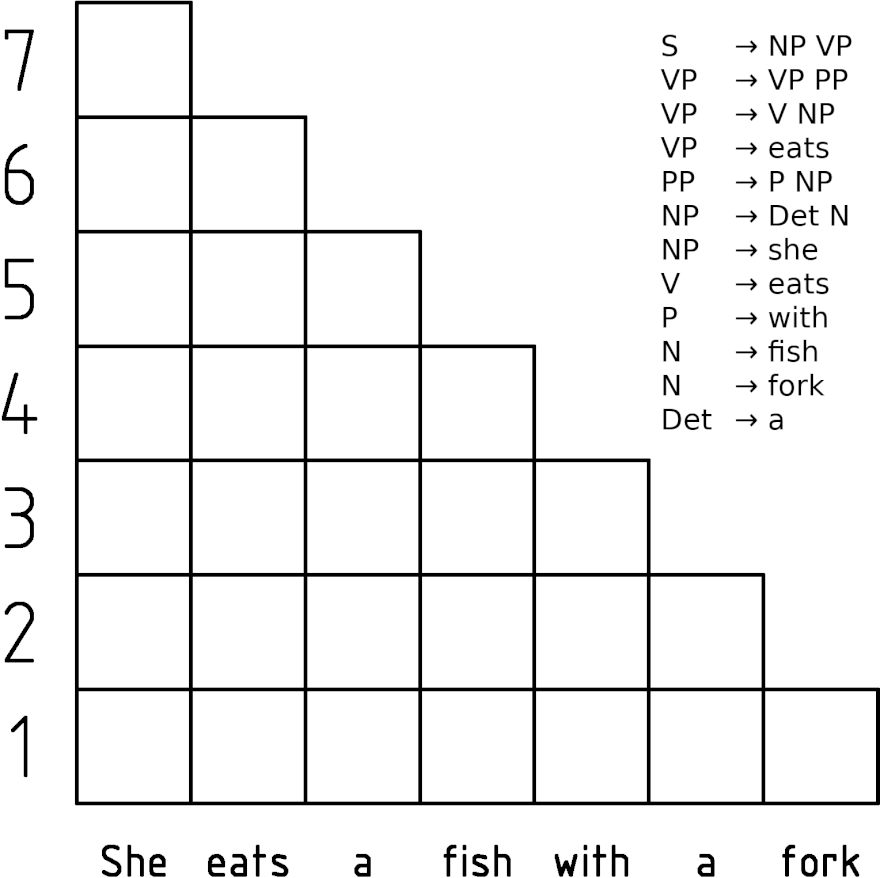 7
6
5
4
3
2
1
She eats a fish with a fork
S → NP VP
VP → VP PP
VP → V NP
VP → eats
PP → P NP
NP → Det N
NP → she
V → eats
P → with
N → fish
N → fork
Det → a